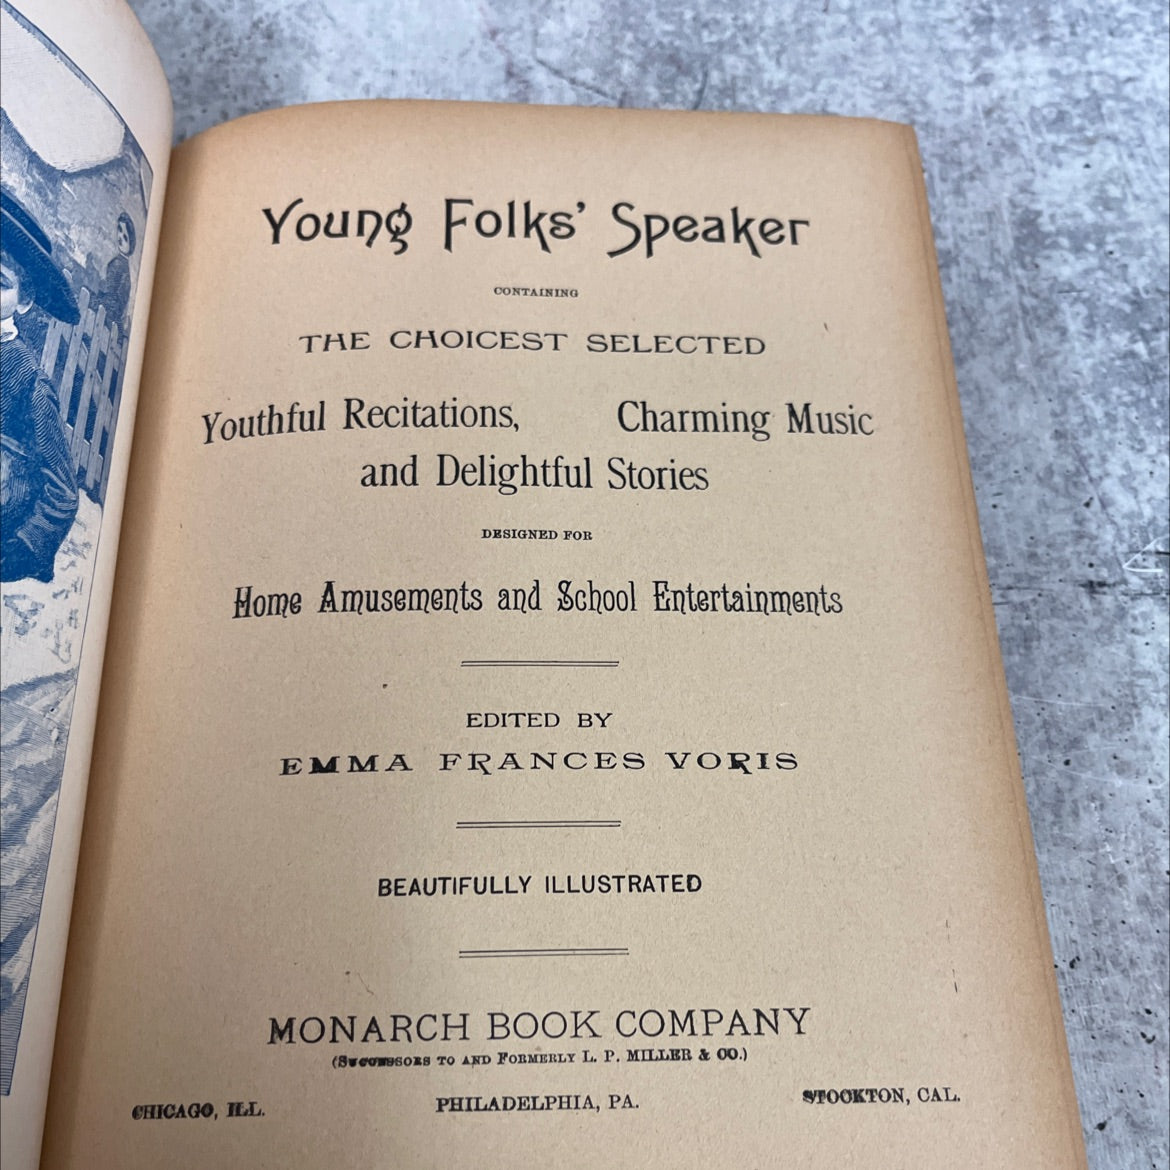 Young Folks' Speaker
CONTAINING
THE CHOICEST SELECTED
Youthful Recitations, Charming Music
and Delightful Stories
DESIGNED FOR
Home Amusements and School Entertainments
EDITED BY
EMMA FRANCES VORIS
BEAUTIFULLY ILLUSTRATED
MONARCH BOOK COMPANY
(SUCCESSORS TO AND FORMERLY L. P. MILLER & CO.)
CHICAGO, ILL. PHILADELPHIA, PA. STOCKTON, CAL.